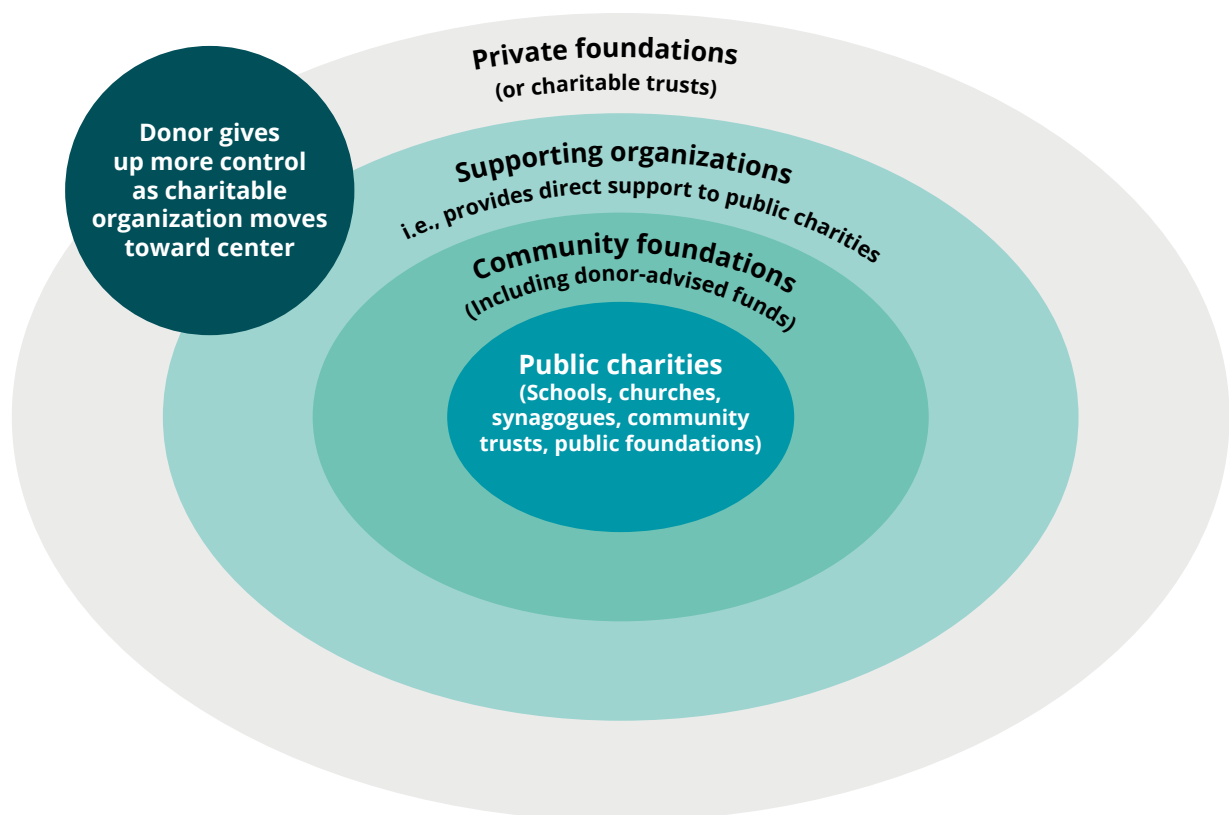 Private foundations
(or charitable trusts)
Donor gives
up more control
as charitable
organization moves
toward center
Supporting organizations
i.e., provides direct support to public charities
Community foundations
(Including donor-advised funds)
Public charities
(Schools, churches,
synagogues, community
trusts, public foundations)